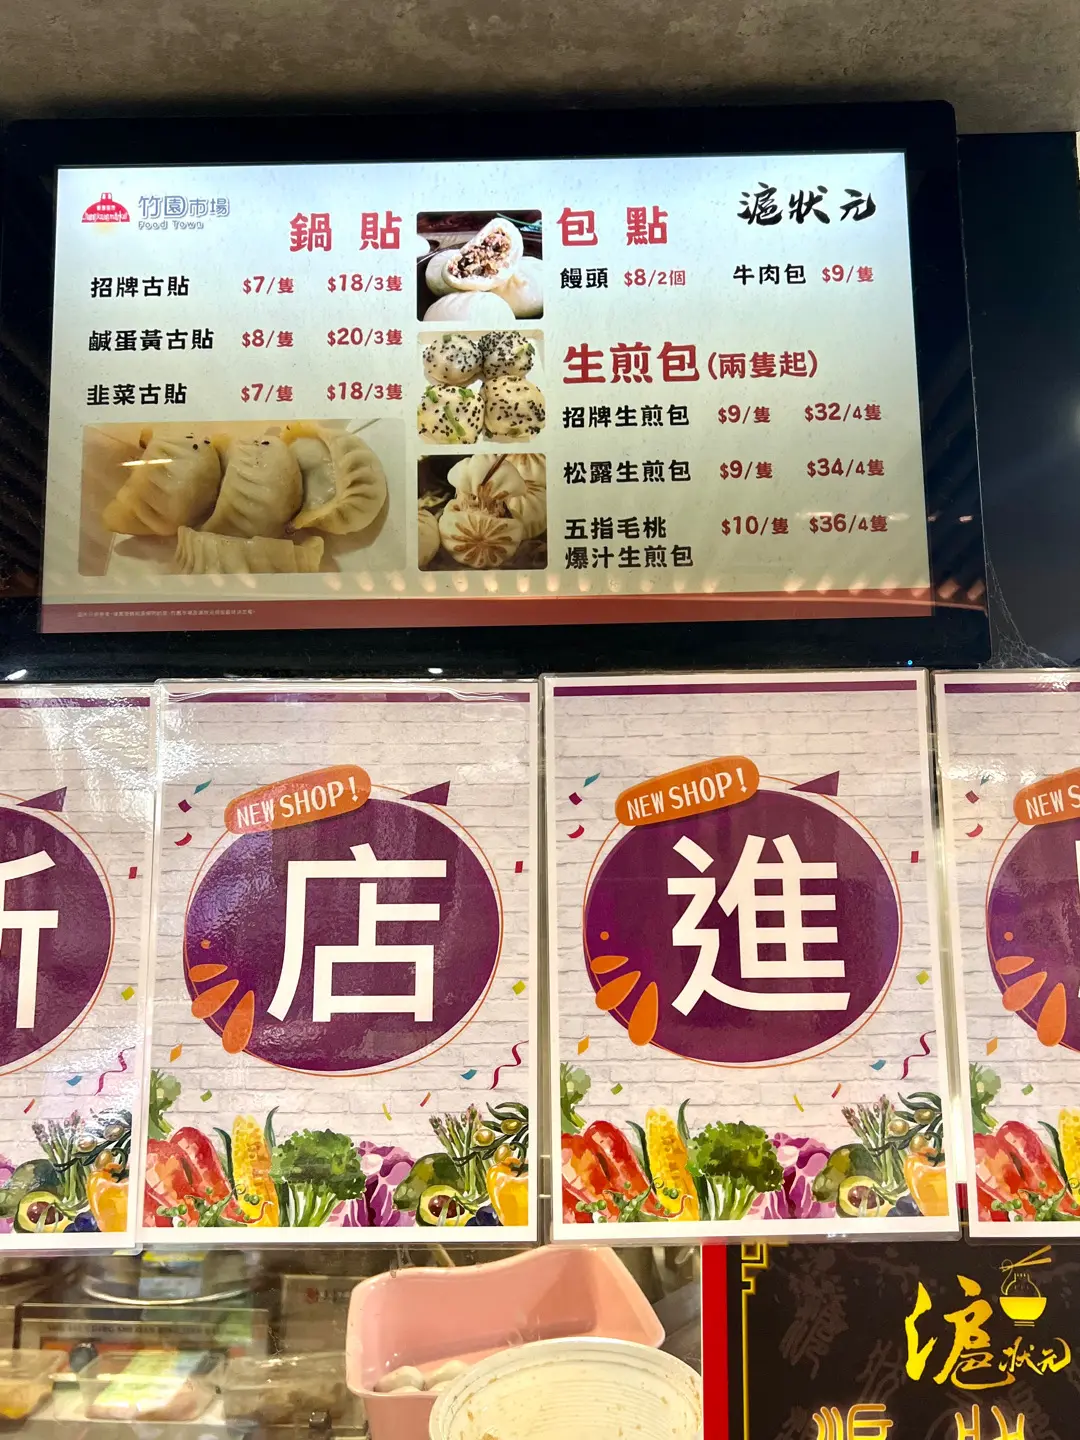 竹園市場
Food Town
滬狀元
鍋貼
招牌古貼 $7/隻 $18/3隻
鹹蛋黃古貼 $8/隻 $20/3隻
韭菜古貼 $7/隻 $18/3隻
包點
饅頭 $8/2個 牛肉包 $9/隻
生煎包(兩隻起)
招牌生煎包 $9/隻 $32/4隻
松露生煎包 $9/隻 $34/4隻
五指毛桃 $10/隻 $36/4隻
爆汁生煎包
NEW SHOP!
NEW SHOP!
NEW S
店
進
滬狀元